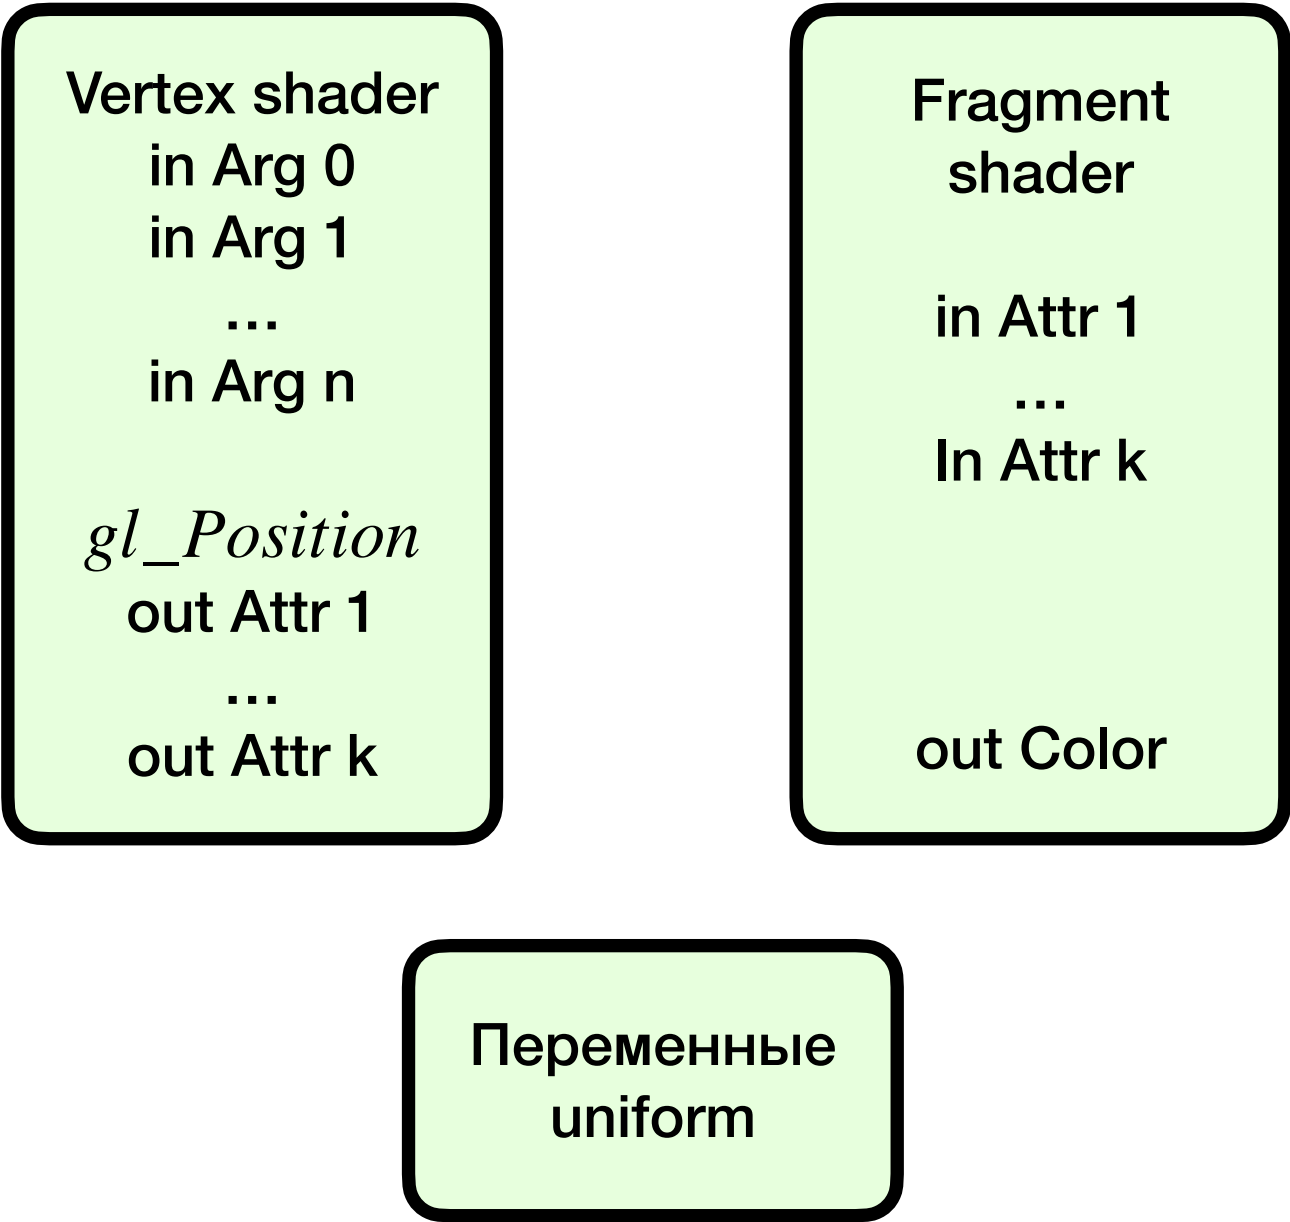 Vertex shader
in Arg 0
in Arg 1
...
in Arg n
gl_Position
out Attr 1
...
out Attr k
Fragment
shader
in Attr 1
...
In Attr k
out Color
Переменные
uniform